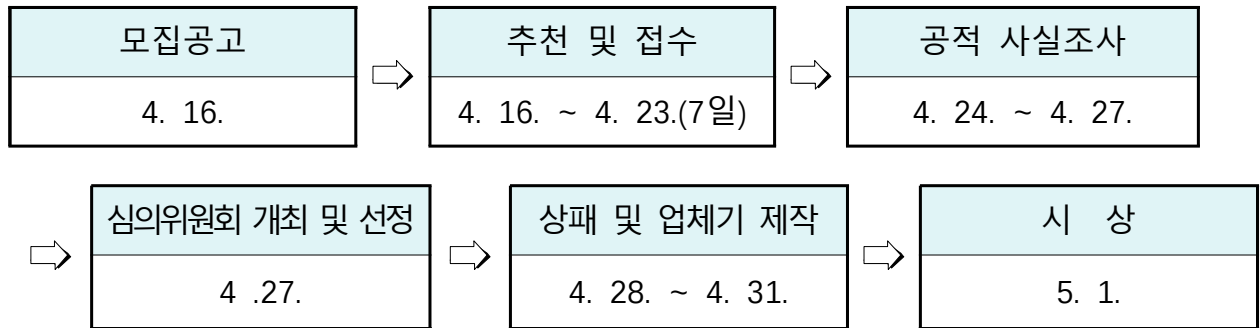 모집공고
4. 16.
추천 및 접수
4. 16. ~ 4. 23.(7일)
공적 사실조사
4. 24. ~ 4. 27.
심의위원회 개최 및 선정
4 .27.
상패 및 업체기 제작
4. 28. ~ 4. 31.
시 상
5. 1.